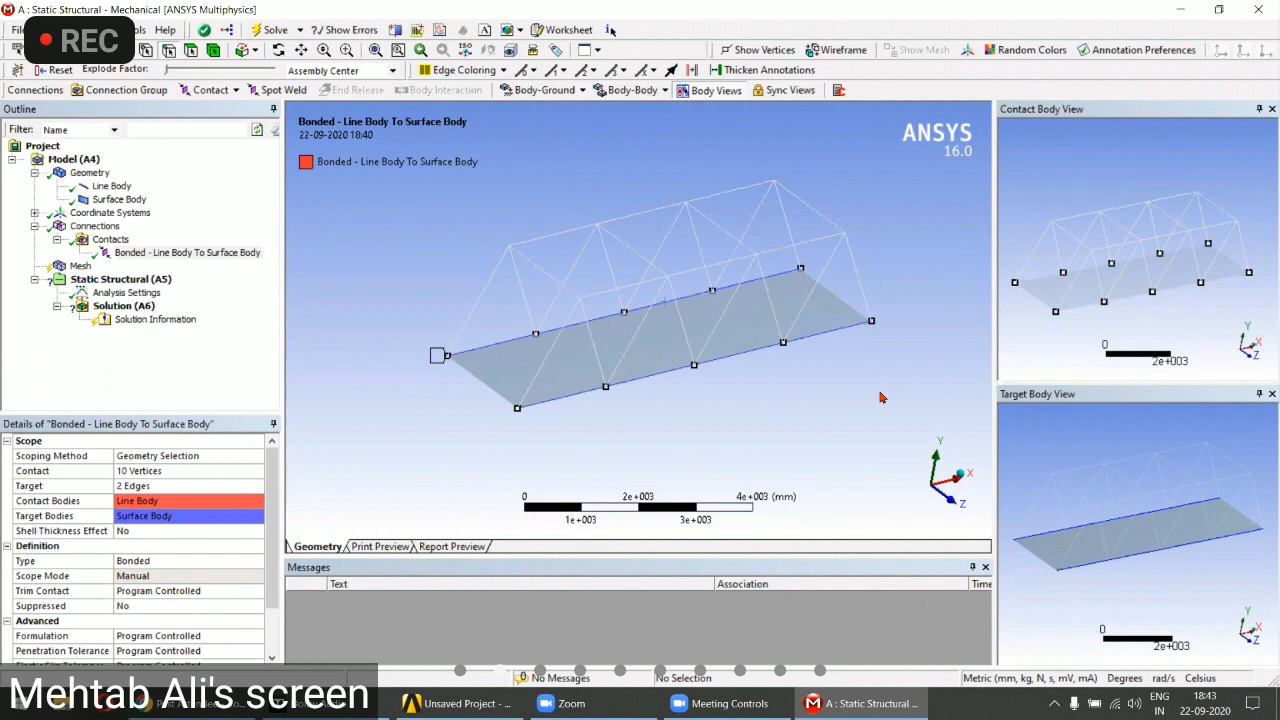 A : Static Structural - Mechanical [ANSYS Multiphysics]
REC
Help
Solve
Show Errors
Worksheet
Show Vertices
Wireframe
Show Mesh
Random Colors
Annotation Preferences
Reset
Explode Factor:
Assembly Center
Edge Coloring
Thicken Annotations
Connections
Connection Group
Contact
Spot Weld
End Release
Body Interaction
Body-Ground
Body-Body
Body Views
Sync Views
Outline
Filter: Name
Project
Model (A4)
Geometry
Line Body
Surface Body
Coordinate Systems
Connections
Contacts
Bonded - Line Body To Surface Body
Mesh
Static Structural (A5)
Analysis Settings
Solution (A6)
Solution Information
Details of "Bonded - Line Body To Surface Body"
Scope
Scoping Method Geometry Selection
Contact 10 Vertices
Target 2 Edges
Contact Bodies Line Body
Target Bodies Surface Body
Shell Thickness Effect No
Definition
Type Bonded
Scope Mode Manual
Trim Contact Program Controlled
Suppressed No
Advanced
Formulation Program Controlled
Penetration Tolerance Program Controlled
Bonded - Line Body To Surface Body
22-09-2020 18:40
Bonded - Line Body To Surface Body
ANSYS
16.0
Y
X
Z
0 2e+003 4e+003 (mm)
1e+003 3e+003
Geometry Print Preview Report Preview
Messages
Text Association Time
Contact Body View
Y
X
Z
0
2e+003
Target Body View
Y
X
Z
0
2e+003
0 No Messages
No Selection
Metric (mm, kg, N, s, mV, mA) Degrees rad/s Celsius
Mehtab Ali's screen
Unsaved Project - ...
Zoom
Meeting Controls
A : Static Structural ...
ENG
IN
18:43
22-09-2020